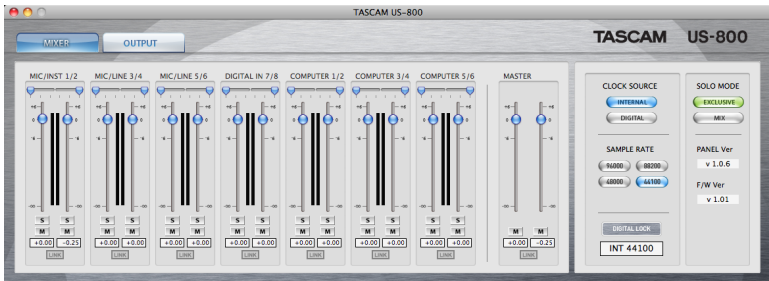 TASCAM US-800
MIXER OUTPUT
TASCAM US-800
MIC/INST 1/2 MIC/LINE 3/4 MIC/LINE 5/6 DIGITAL IN 7/8 COMPUTER 1/2 COMPUTER 3/4 COMPUTER 5/6 MASTER
S S S S S S S S S S S S S S
M M M M M M M M M M M M M M M M
+0.00 -0.25 +0.00 +0.00 +0.00 +0.00 +0.00 +0.00 +0.00 +0.00 +0.00 +0.00 +0.00 +0.00 +0.00 -0.25
LINK LINK LINK LINK LINK LINK LINK LINK
CLOCK SOURCE
INTERNAL
DIGITAL
SAMPLE RATE
96000 88200
48000 44100
DIGITAL LOCK
INT 44100
SOLO MODE
EXCLUSIVE
MIX
PANEL Ver
v 1.0.6
F/W Ver
v 1.01